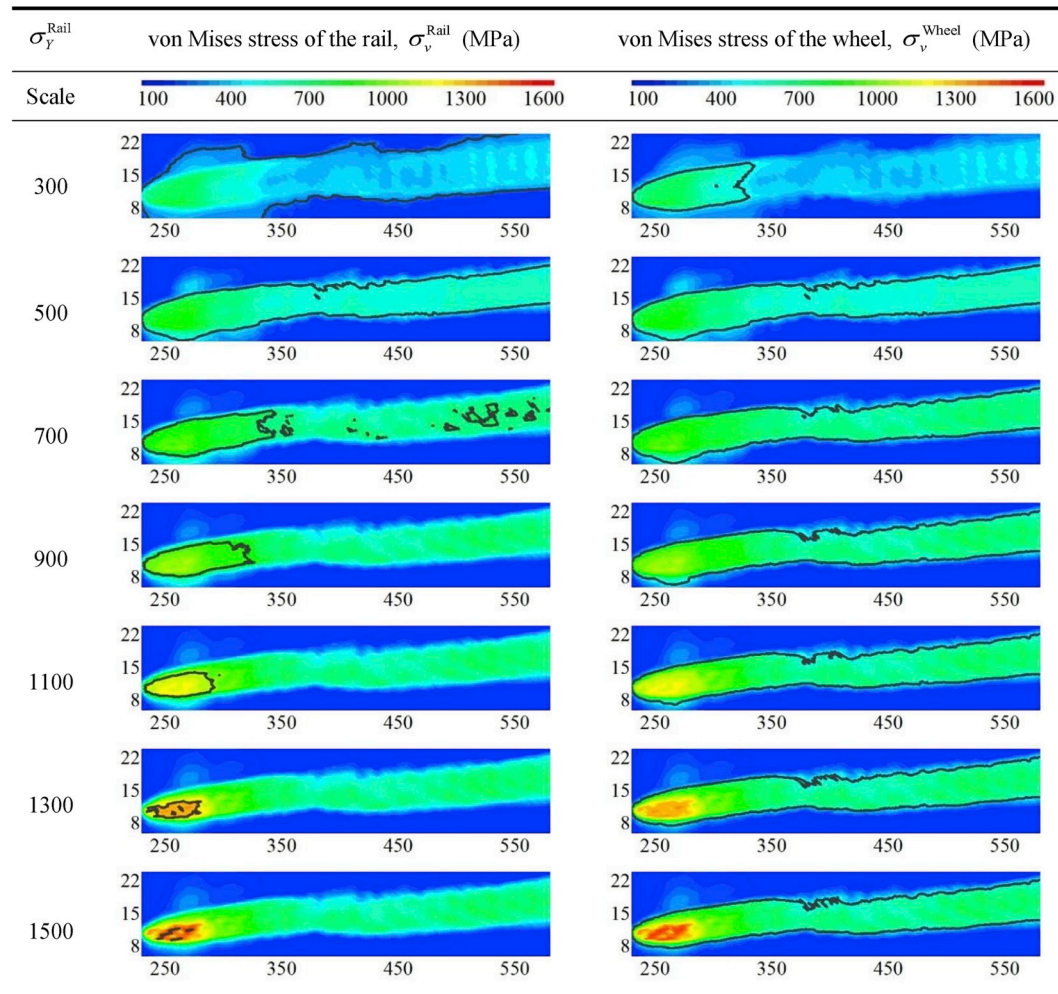 σ_Y^Rail von Mises stress of the rail, σ_v^Rail (MPa) von Mises stress of the wheel, σ_v^Wheel (MPa)
Scale 100 400 700 1000 1300 1600 100 400 700 1000 1300 1600
300 22 15 8 22 15 8
250 350 450 550 250 350 450 550
500 22 15 8 22 15 8
250 350 450 550 250 350 450 550
700 22 15 8 22 15 8
250 350 450 550 250 350 450 550
900 22 15 8 22 15 8
250 350 450 550 250 350 450 550
1100 22 15 8 22 15 8
250 350 450 550 250 350 450 550
1300 22 15 8 22 15 8
250 350 450 550 250 350 450 550
1500 22 15 8 22 15 8
250 350 450 550 250 350 450 550